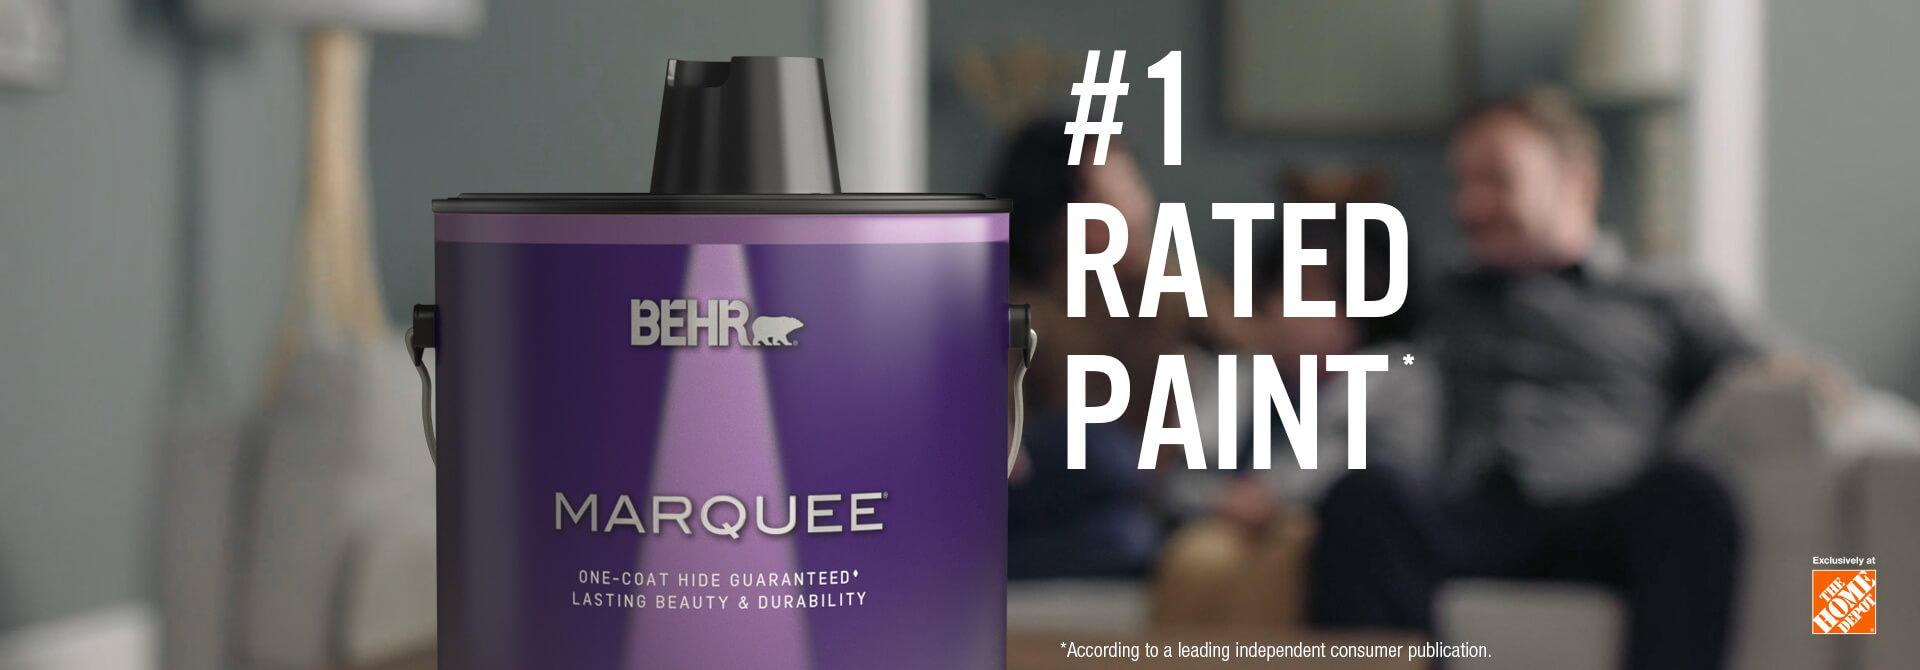 #1
RATED
PAINT*
BEHR®
MARQUEE®
ONE-COAT HIDE GUARANTEED♦
LASTING BEAUTY & DURABILITY
*According to a leading independent consumer publication.
Exclusively at
THE
HOME
DEPOT